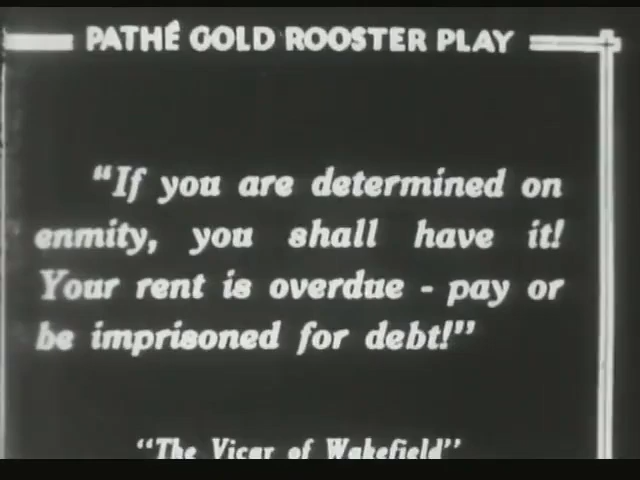 PATHÉ GOLD ROOSTER PLAY
"If you are determined on
enmity, you shall have it!
Your rent is overdue - pay or
be imprisoned for debt!"
"The Vicar of Wakefield"